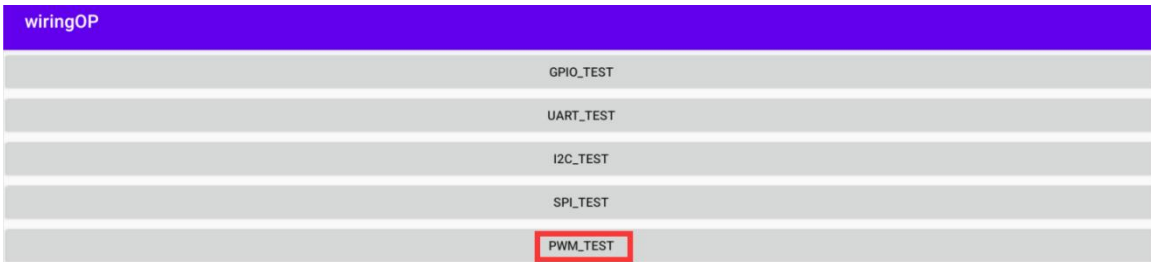 wiringOP
GPIO_TEST
UART_TEST
I2C_TEST
SPI_TEST
PWM_TEST